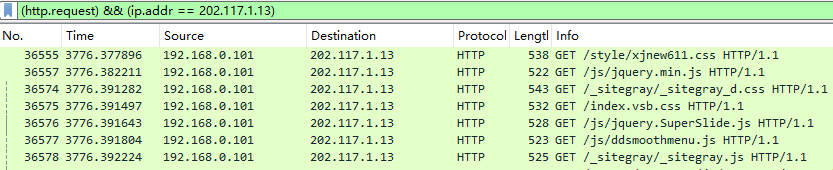 (http.request) && (ip.addr == 202.117.1.13)
No. Time Source Destination Protocol Lengtl Info
36555 3776.377896 192.168.0.101 202.117.1.13 HTTP 538 GET /style/xjnew611.css HTTP/1.1
36557 3776.382211 192.168.0.101 202.117.1.13 HTTP 522 GET /js/jquery.min.js HTTP/1.1
36574 3776.391282 192.168.0.101 202.117.1.13 HTTP 543 GET /_sitegray/_sitegray_d.css HTTP/1.1
36575 3776.391497 192.168.0.101 202.117.1.13 HTTP 532 GET /index.vsb.css HTTP/1.1
36576 3776.391643 192.168.0.101 202.117.1.13 HTTP 528 GET /js/jquery.SuperSlide.js HTTP/1.1
36577 3776.391804 192.168.0.101 202.117.1.13 HTTP 523 GET /js/ddsmoothmenu.js HTTP/1.1
36578 3776.392224 192.168.0.101 202.117.1.13 HTTP 525 GET /_sitegray/_sitegray.js HTTP/1.1